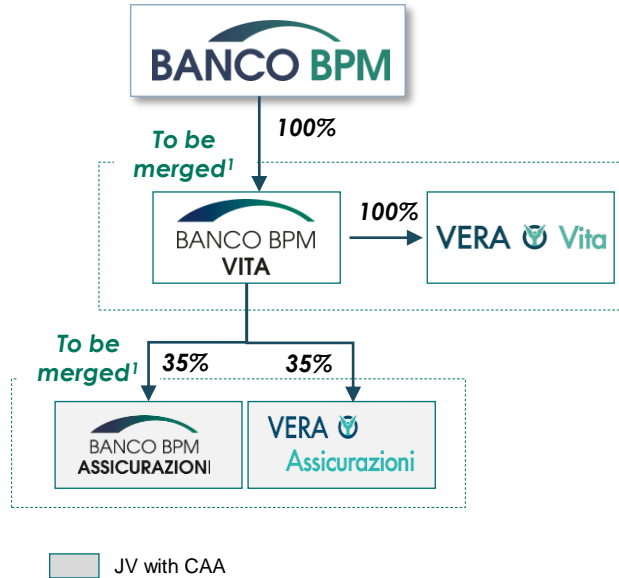 BANCO BPM
100%
To be
merged¹
100%
BANCO BPM
VITA
VERA Vita
To be
merged¹
35%
35%
BANCO BPM
ASSICURAZIONI
VERA
Assicurazioni
JV with CAA